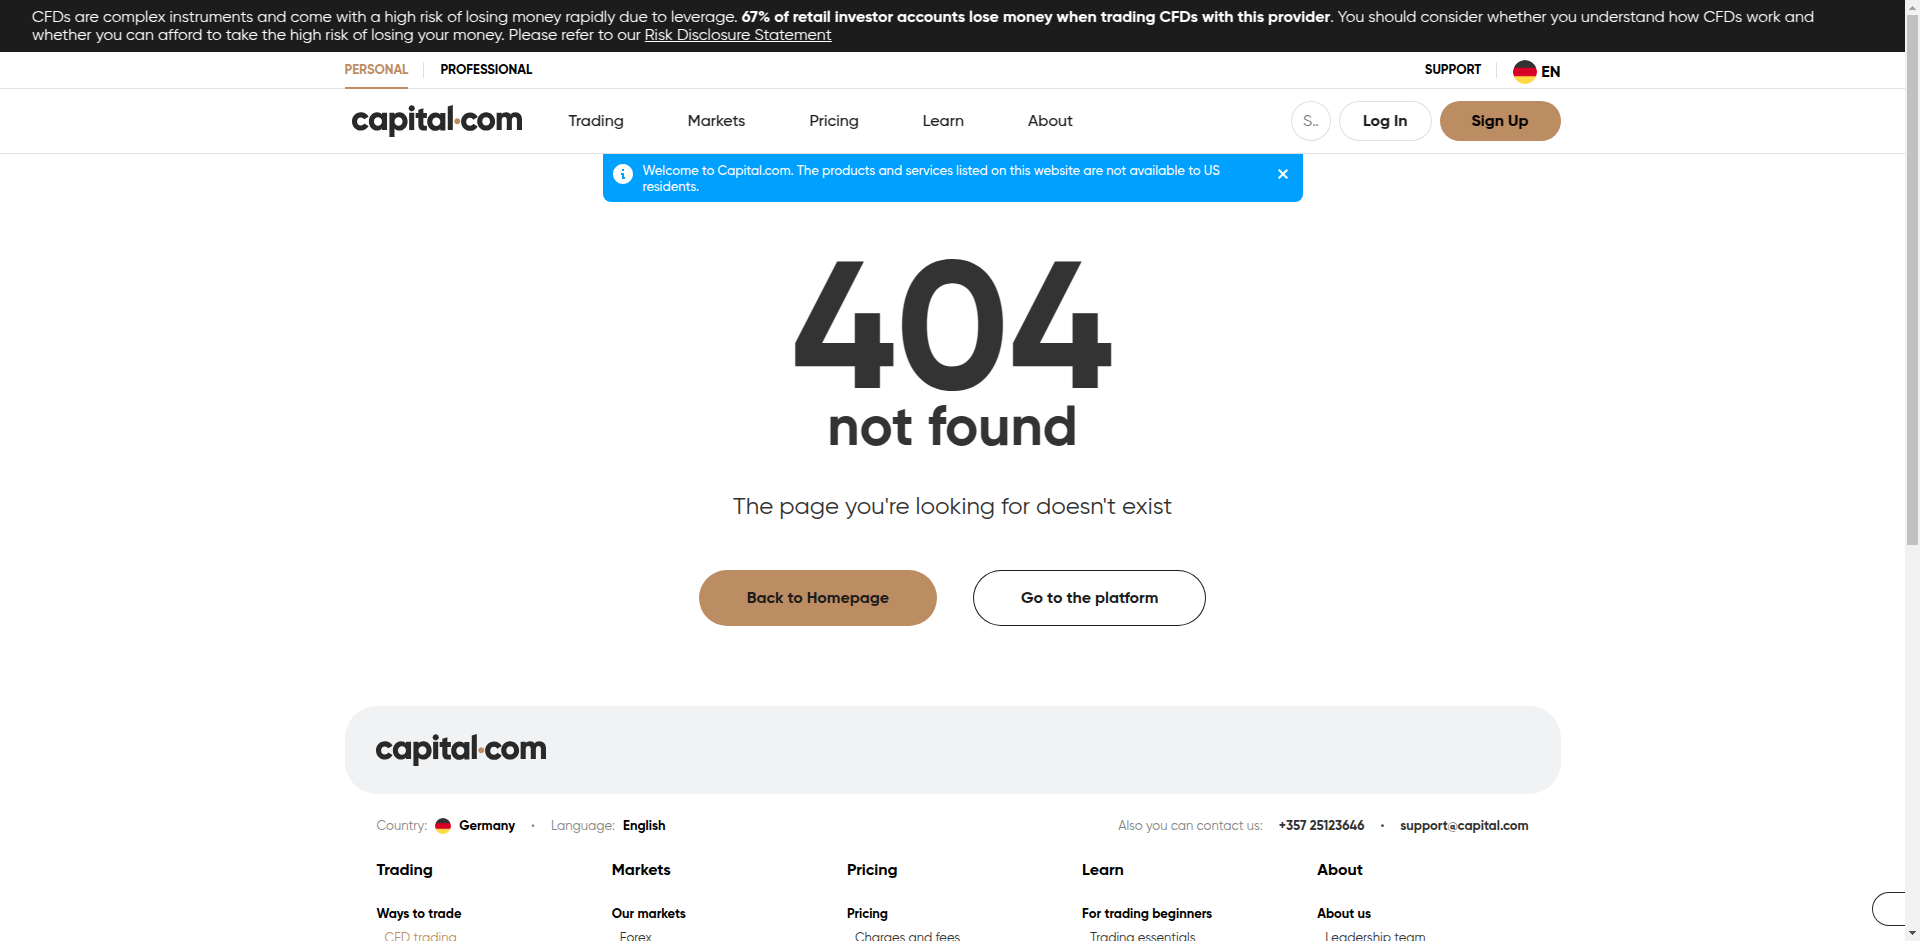 CFDs are complex instruments and come with a high risk of losing money rapidly due to leverage. 67% of retail investor accounts lose money when trading CFDs with this provider. You should consider whether you understand how CFDs work and
whether you can afford to take the high risk of losing your money. Please refer to our Risk Disclosure Statement
PERSONAL PROFESSIONAL SUPPORT EN
capital.com Trading Markets Pricing Learn About S.. Log In Sign Up
Welcome to Capital.com. The products and services listed on this website are not available to US
residents.
404
not found
The page you're looking for doesn't exist
Back to Homepage Go to the platform
capital.com
Country: Germany • Language: English Also you can contact us: +357 25123646 • support@capital.com
Trading Markets Pricing Learn About
Ways to trade Our markets Pricing For trading beginners About us
CFD trading Forex Charges and fees Trading essentials Leadership team